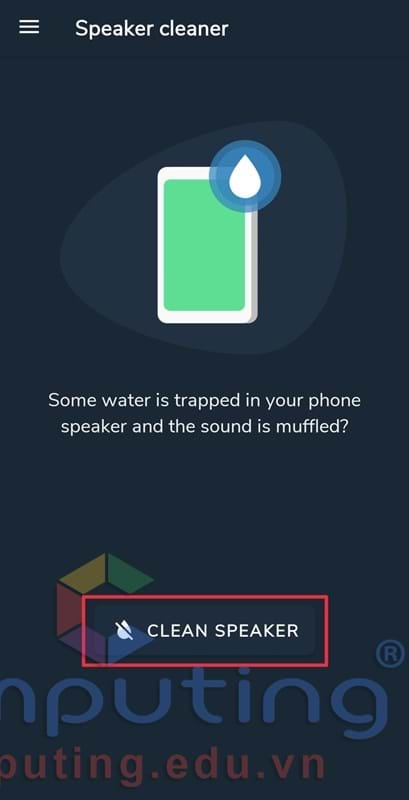 Speaker cleaner
Some water is trapped in your phone
speaker and the sound is muffled?
CLEAN SPEAKER
mputing®
puting.edu.vn